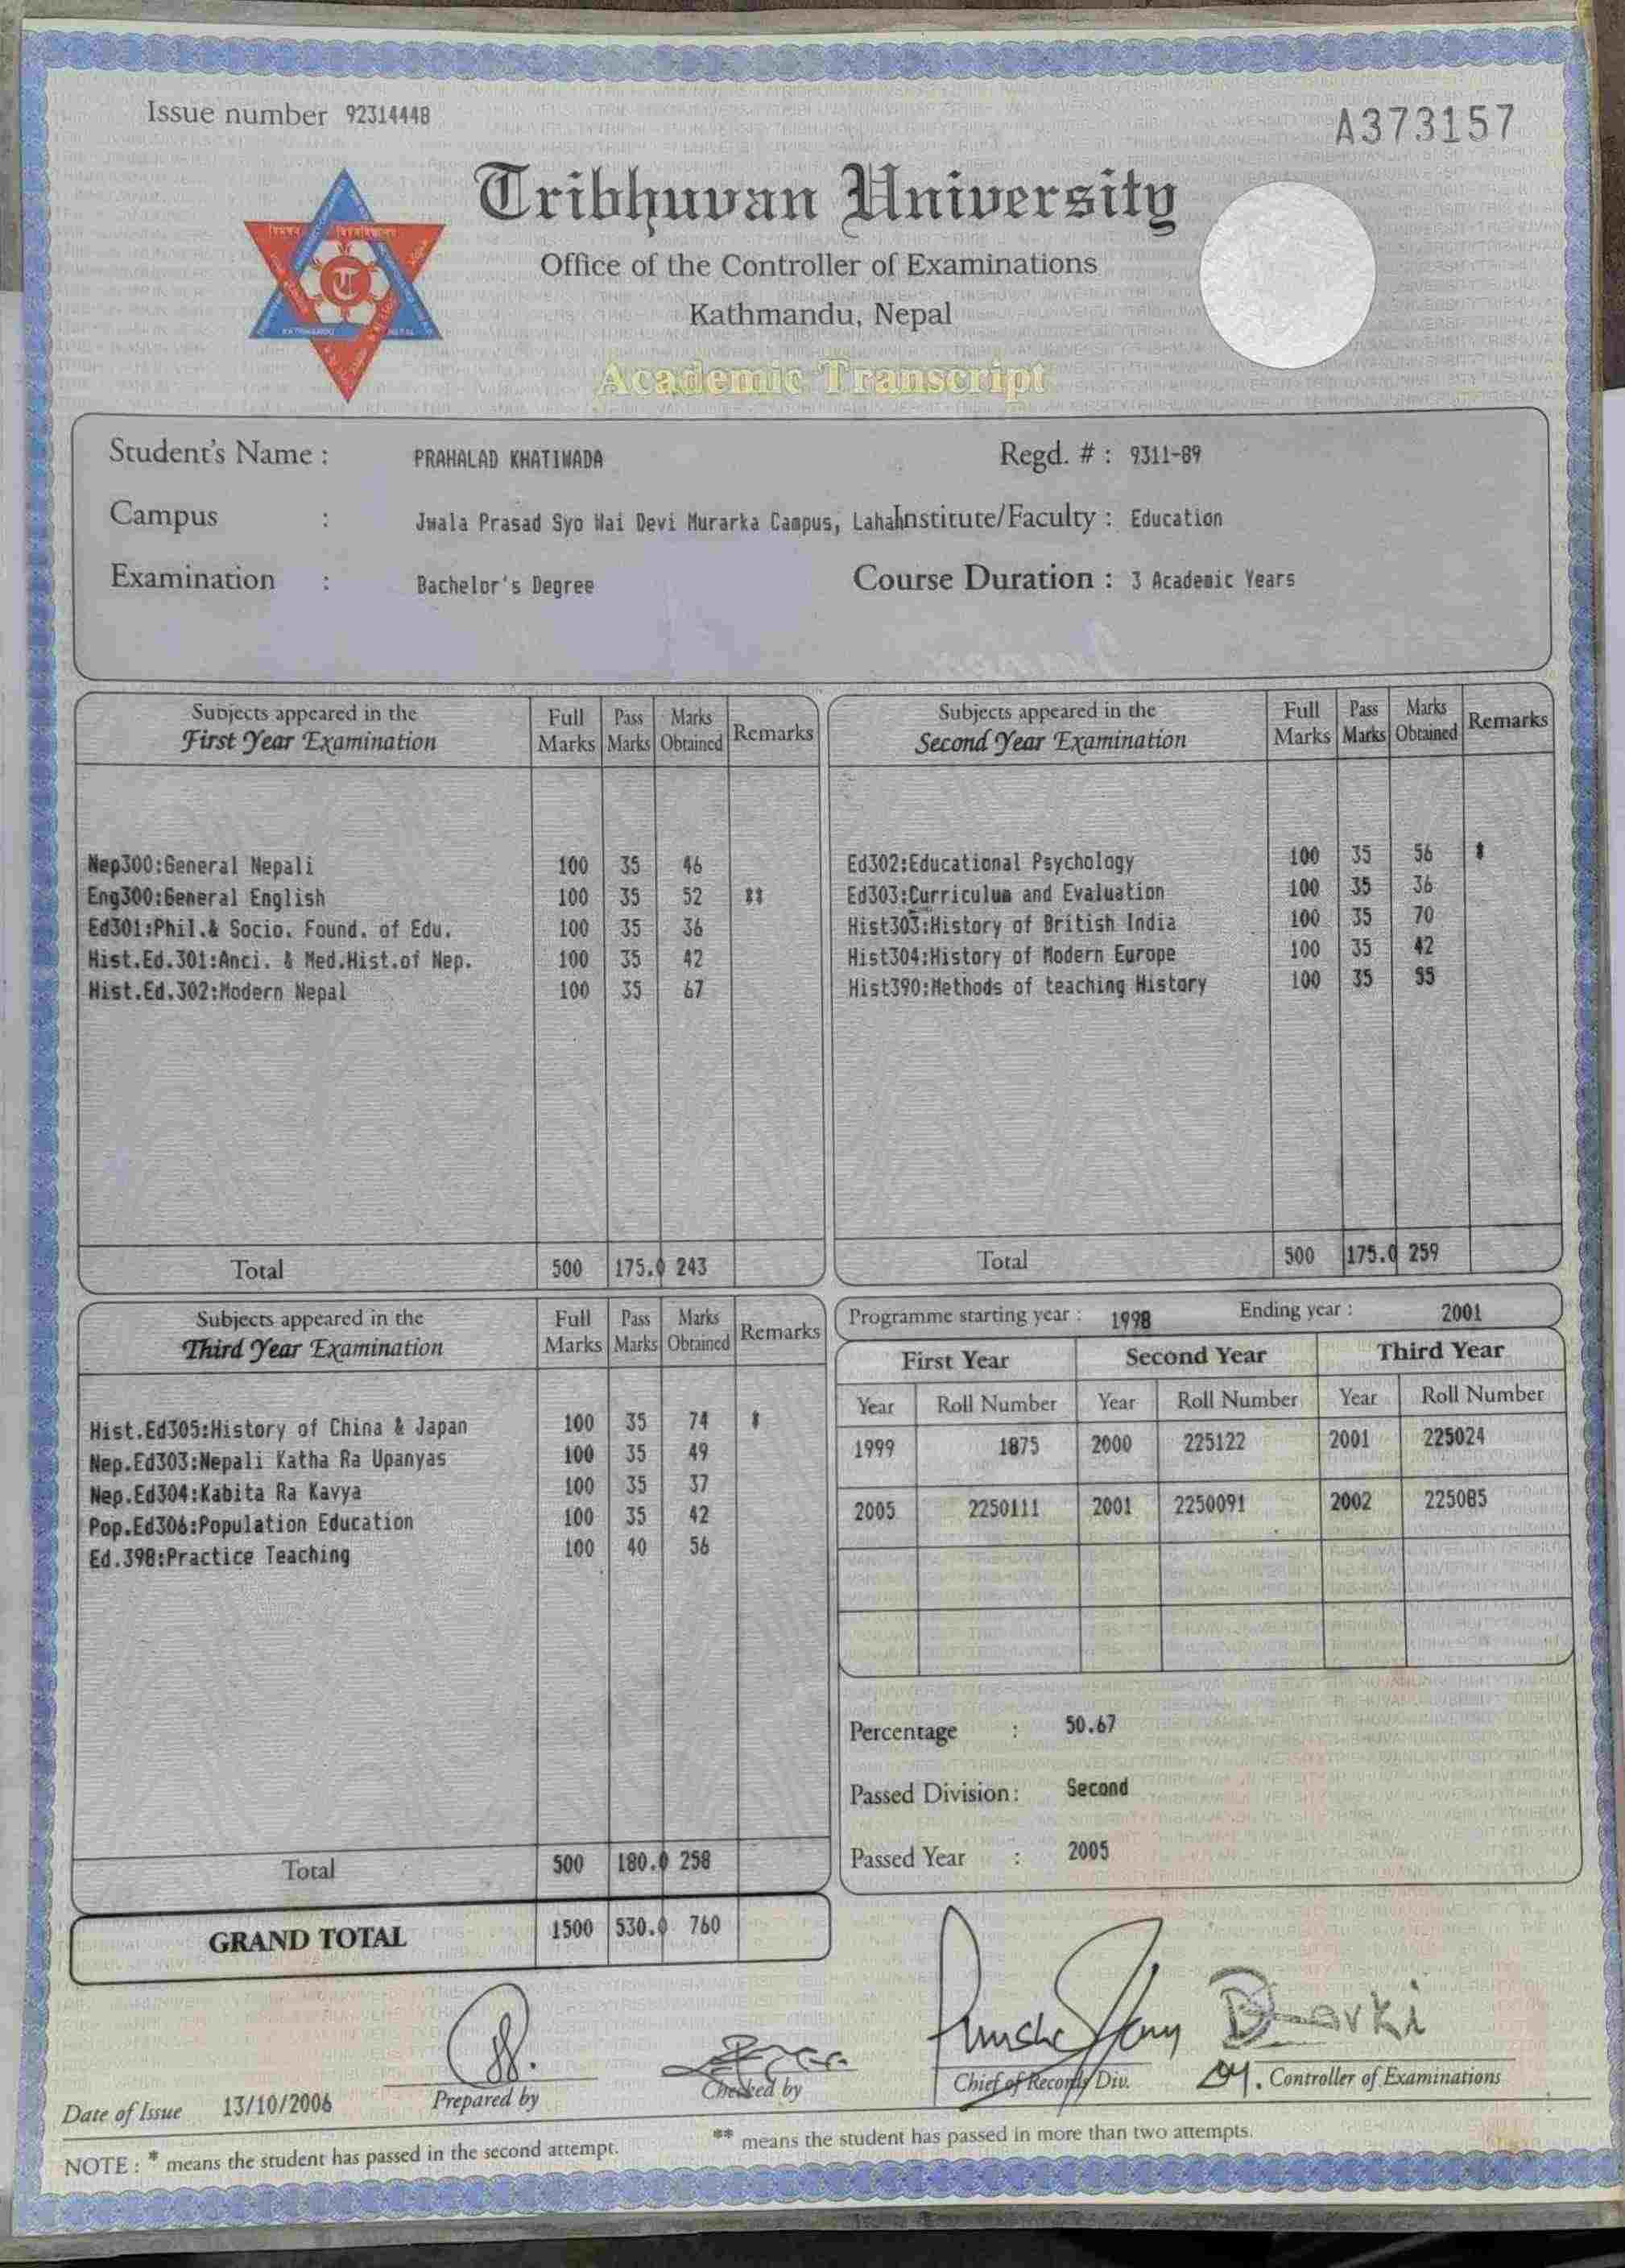 Issue number 92314448
A373157
Tribhuvan University
Office of the Controller of Examinations
Kathmandu, Nepal
Academic Transcript
Student's Name : PRAHALAD KHATIWADA Regd. # : 9311-89
Campus : Jwala Prasad Syo Wai Devi Murarka Campus, Lahan Institute/Faculty : Education
Examination : Bachelor's Degree Course Duration : 3 Academic Years
Subjects appeared in the First Year Examination Full Marks Pass Marks Marks Obtained Remarks
Nep300:General Nepali 100 35 46
Eng300:General English 100 35 52 **
Ed301:Phil.& Socio. Found. of Edu. 100 35 36
Hist.Ed.301:Anci. & Med.Hist.of Nep. 100 35 42
Hist.Ed.302:Modern Nepal 100 35 67
Total 500 175.0 243
Subjects appeared in the Second Year Examination Full Marks Pass Marks Marks Obtained Remarks
Ed302:Educational Psychology 100 35 56 *
Ed303:Curriculum and Evaluation 100 35 36
Hist303:History of British India 100 35 70
Hist304:History of Modern Europe 100 35 42
Hist390:Methods of teaching History 100 35 55
Total 500 175.0 259
Subjects appeared in the Third Year Examination Full Marks Pass Marks Marks Obtained Remarks
Hist.Ed305:History of China & Japan 100 35 74 *
Nep.Ed303:Nepali Katha Ra Upanyas 100 35 49
Nep.Ed304:Kabita Ra Kavya 100 35 37
Pop.Ed306:Population Education 100 35 42
Ed.398:Practice Teaching 100 40 56
Total 500 180.0 258
GRAND TOTAL 1500 530.0 760
Programme starting year : 1998 Ending year : 2001
First Year Second Year Third Year
Year Roll Number Year Roll Number Year Roll Number
1999 1875 2000 225122 2001 225024
2005 2250111 2001 2250091 2002 225085
Percentage : 50.67
Passed Division : Second
Passed Year : 2005
Date of Issue 13/10/2006
Prepared by
Checked by
Chief of Records Div.
Dy. Controller of Examinations
NOTE : * means the student has passed in the second attempt. ** means the student has passed in more than two attempts.